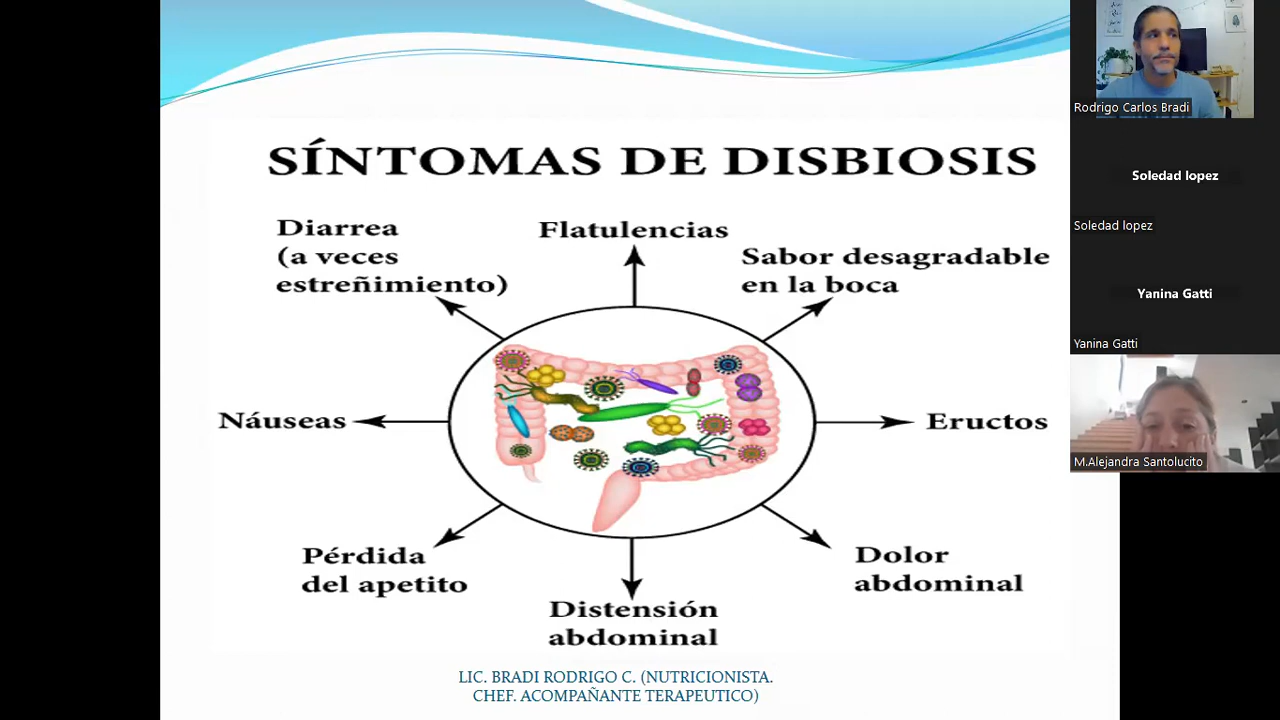 SÍNTOMAS DE DISBIOSIS
Diarrea
(a veces
estreñimiento)
Flatulencias
Sabor desagradable
en la boca
Náuseas
Eructos
Pérdida
del apetito
Distensión
abdominal
Dolor
abdominal
LIC. BRADI RODRIGO C. (NUTRICIONISTA.
CHEF. ACOMPAÑANTE TERAPEUTICO)
Rodrigo Carlos Bradi
Soledad lopez
Soledad lopez
Yanina Gatti
Yanina Gatti
M.Alejandra Santolucito